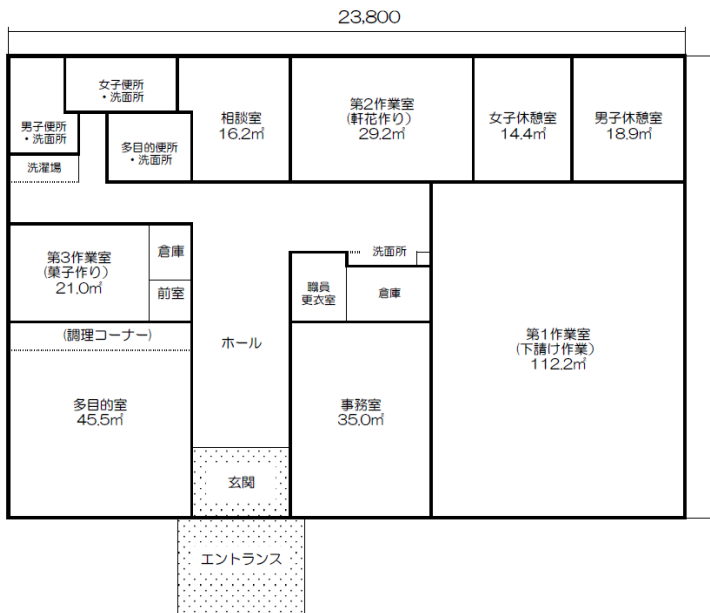 23,800
女子便所
・洗面所
男子便所
・洗面所
多目的便所
・洗面所
洗濯場
相談室
16.2㎡
第2作業室
(軒花作り)
29.2㎡
女子休憩室
14.4㎡
男子休憩室
18.9㎡
第3作業室
(菓子作り)
21.0㎡
倉庫
前室
洗面所
職員
更衣室
倉庫
(調理コーナー)
ホール
第1作業室
(下請け作業)
112.2㎡
多目的室
45.5㎡
事務室
35.0㎡
玄関
エントランス